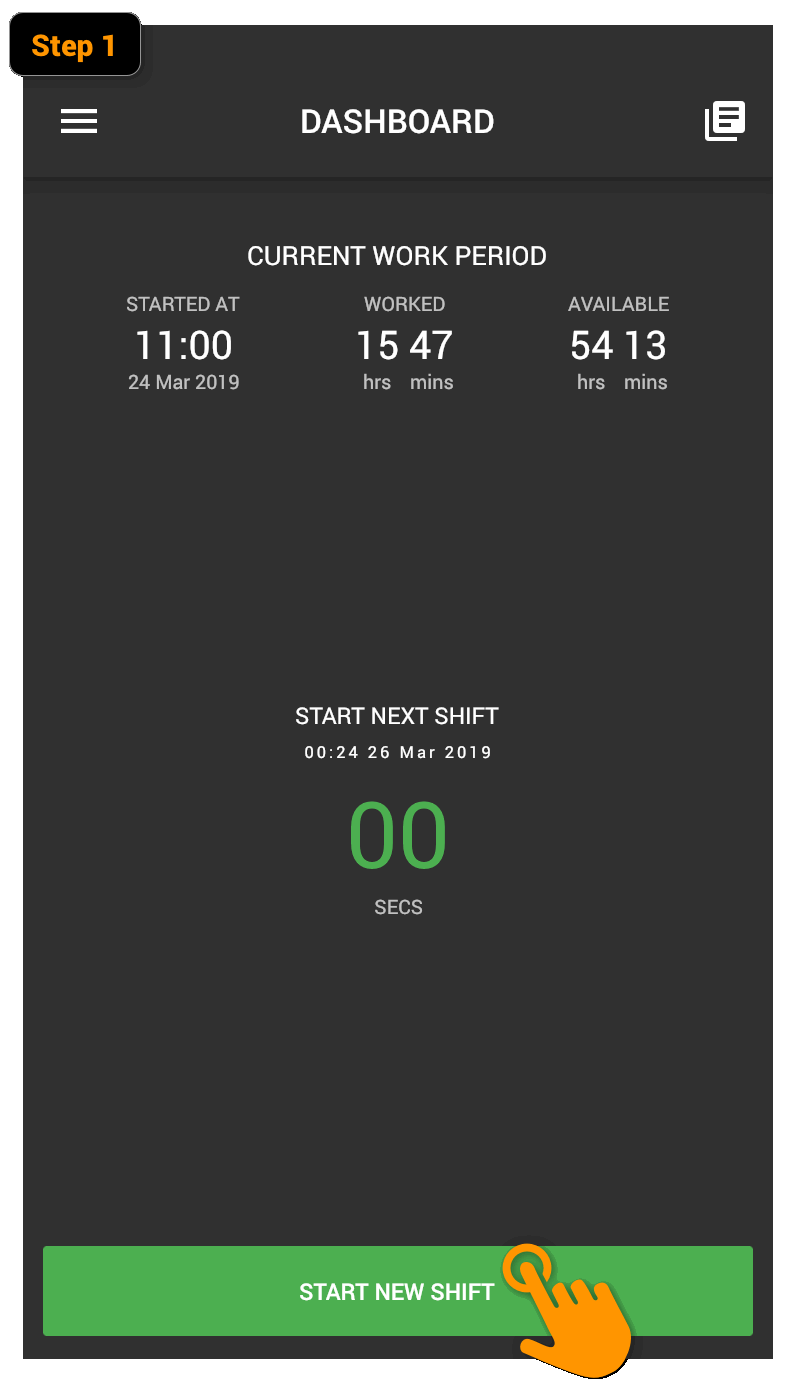 Step 1
DASHBOARD
CURRENT WORK PERIOD
STARTED AT WORKED AVAILABLE
11:00 15 47 54 13
24 Mar 2019 hrs mins hrs mins
START NEXT SHIFT
00:24 26 Mar 2019
00
SECS
START NEW SHIFT